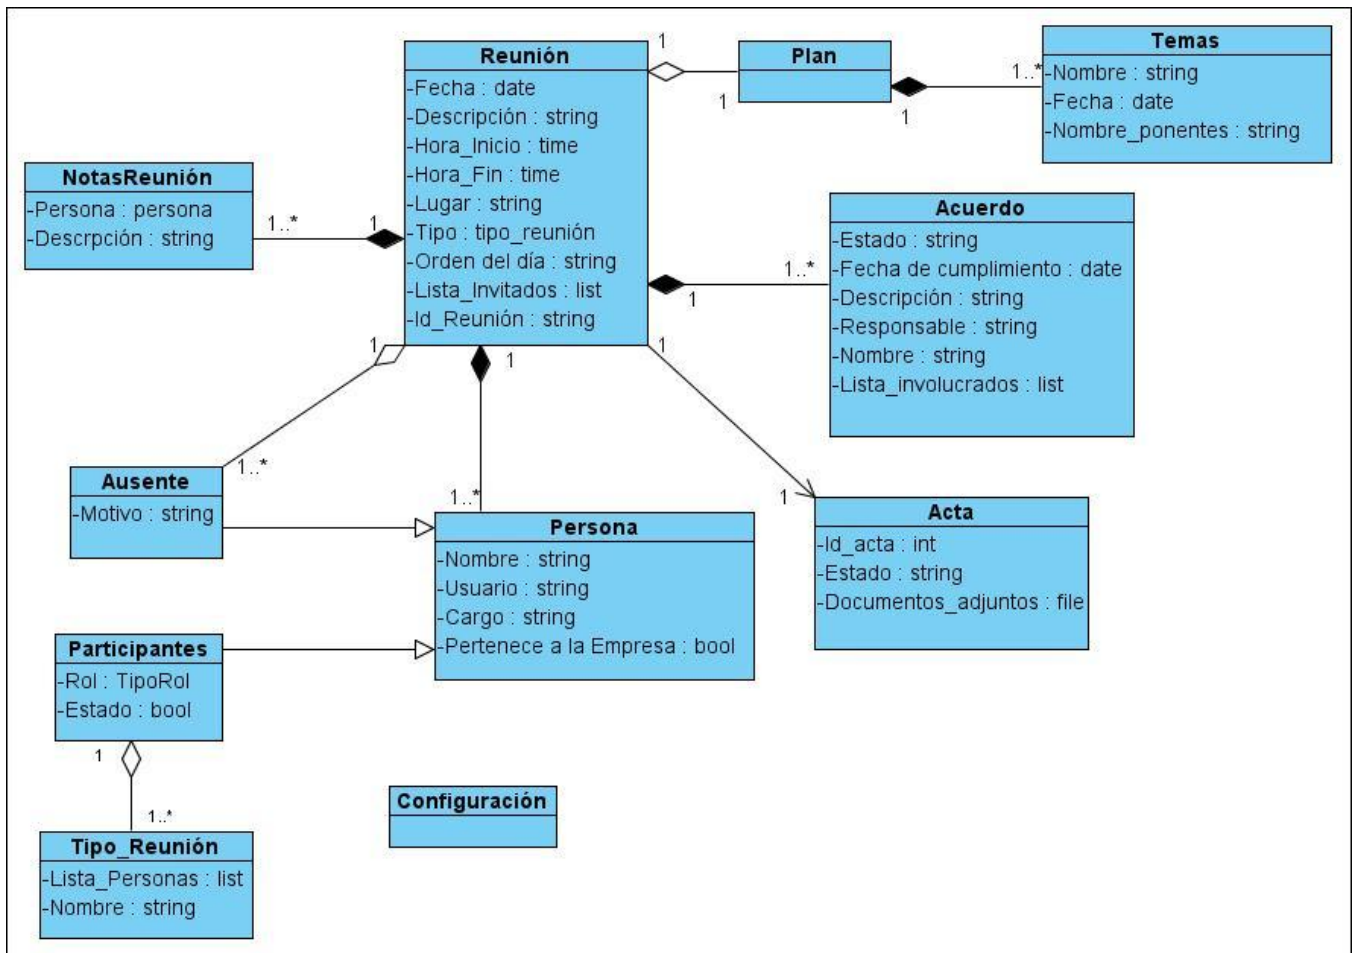 Reunión
-Fecha : date
-Descripción : string
-Hora_Inicio : time
-Hora_Fin : time
-Lugar : string
-Tipo : tipo_reunión
-Orden del día : string
-Lista_Invitados : list
-Id_Reunión : string
1
1
Plan
1
1..*
Temas
-Nombre : string
-Fecha : date
-Nombre_ponentes : string
NotasReunión
-Persona : persona
-Descrpción : string
1..*
1
1
1..*
Acuerdo
-Estado : string
-Fecha de cumplimiento : date
-Descripción : string
-Responsable : string
-Nombre : string
-Lista_involucrados : list
1
1
1
1..*
1..*
1
Ausente
-Motivo : string
Persona
-Nombre : string
-Usuario : string
-Cargo : string
-Pertenece a la Empresa : bool
Acta
-Id_acta : int
-Estado : string
-Documentos_adjuntos : file
Participantes
-Rol : TipoRol
-Estado : bool
1
1..*
Tipo_Reunión
-Lista_Personas : list
-Nombre : string
Configuración